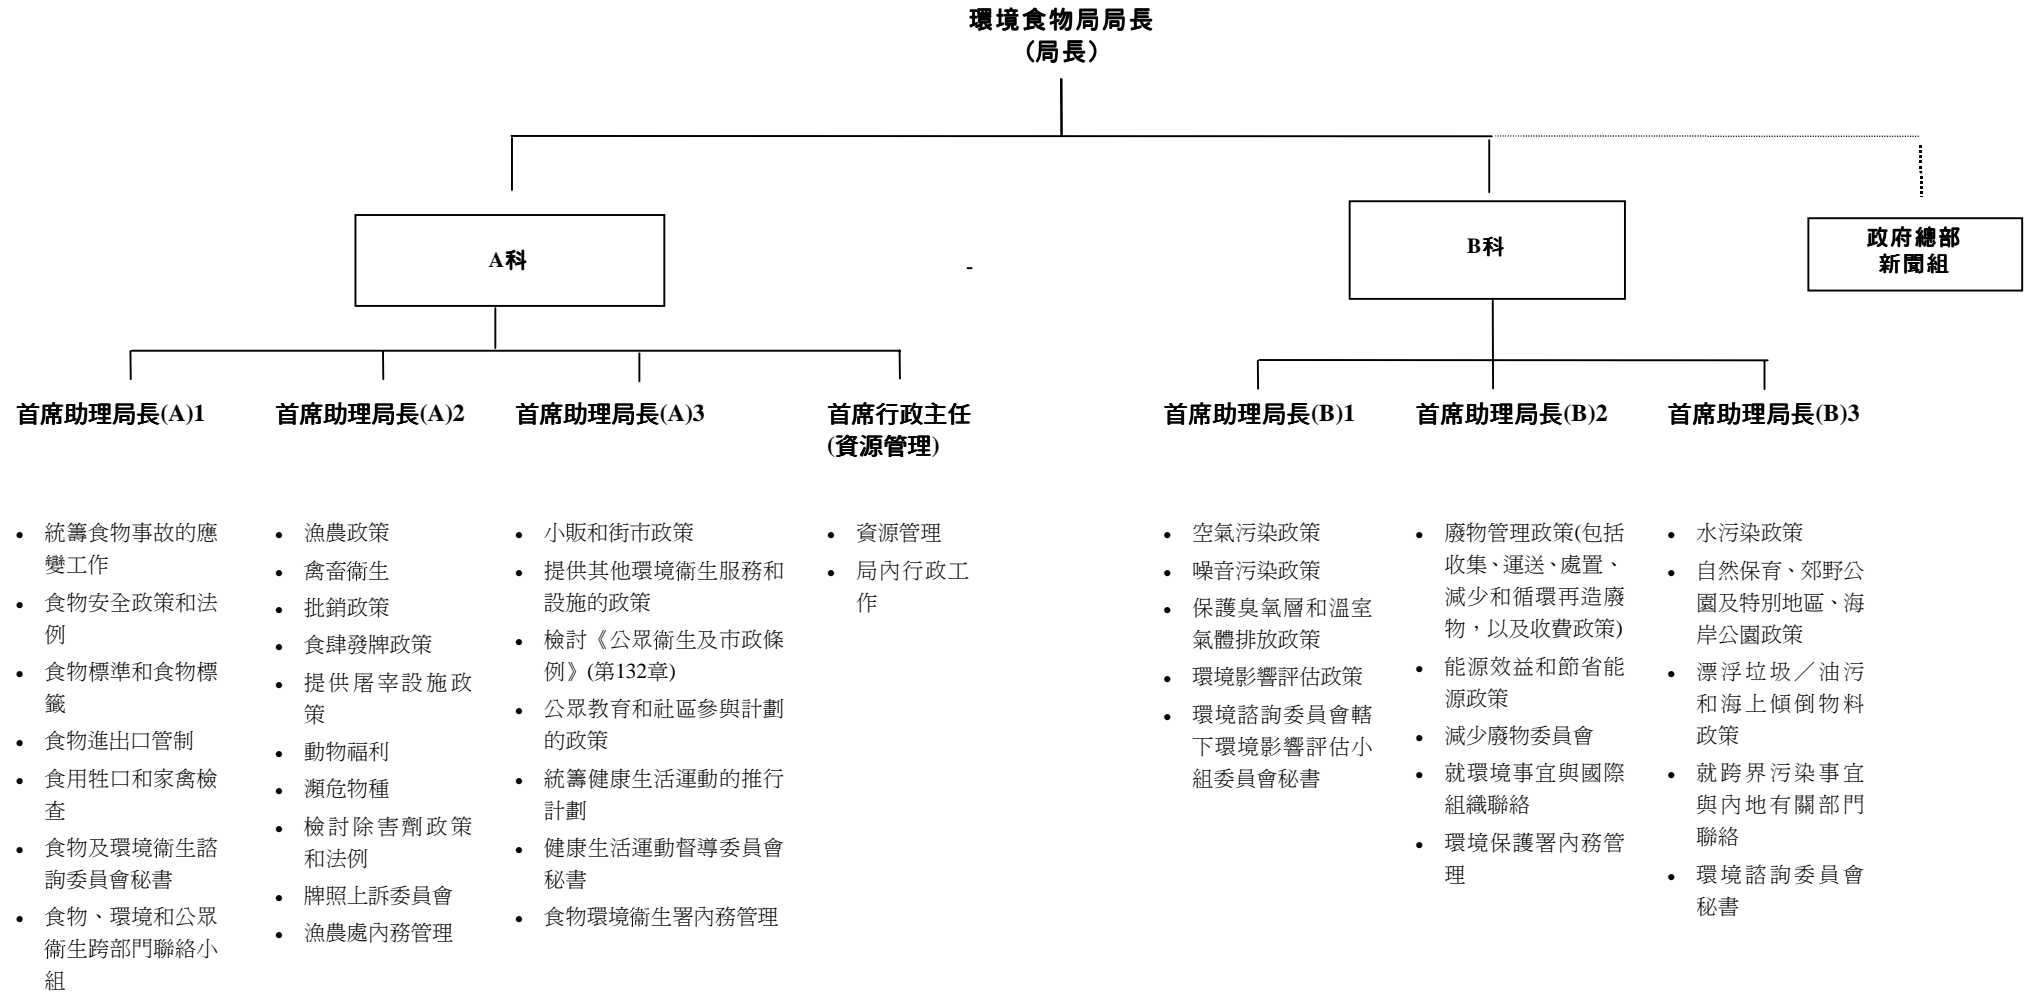 環境食物局局長
(局長)
A科
-
B科
政府總部
新聞組
首席助理局長(A)1
首席助理局長(A)2
首席助理局長(A)3
首席行政主任
(資源管理)
首席助理局長(B)1
首席助理局長(B)2
首席助理局長(B)3
• 統籌食物事故的應
變工作
• 食物安全政策和法
例
• 食物標準和食物標
籤
• 食物進出口管制
• 食用牲口和家禽檢
查
• 食物及環境衞生諮
詢委員會秘書
• 食物、環境和公眾
衞生跨部門聯絡小
組
• 漁農政策
• 禽畜衞生
• 批銷政策
• 食肆發牌政策
• 提供屠宰設施政
策
• 動物福利
• 瀕危物種
• 檢討除害劑政策
和法例
• 牌照上訴委員會
• 漁農處內務管理
• 小販和街市政策
• 提供其他環境衞生服務和
設施的政策
• 檢討《公眾衞生及市政條
例》(第132章)
• 公眾教育和社區參與計劃
的政策
• 統籌健康生活運動的推行
計劃
• 健康生活運動督導委員會
秘書
• 食物環境衞生署內務管理
• 資源管理
• 局內行政工
作
• 空氣污染政策
• 噪音污染政策
• 保護臭氧層和溫室
氣體排放政策
• 環境影響評估政策
• 環境諮詢委員會轄
下環境影響評估小
組委員會秘書
• 廢物管理政策(包括
收集、運送、處置、
減少和循環再造廢
物，以及收費政策)
• 能源效益和節省能
源政策
• 減少廢物委員會
• 就環境事宜與國際
組織聯絡
• 環境保護署內務管
理
• 水污染政策
• 自然保育、郊野公
園及特別地區、海
岸公園政策
• 漂浮垃圾／油污
和海上傾倒物料
政策
• 就跨界污染事宜
與內地有關部門
聯絡
• 環境諮詢委員會
秘書